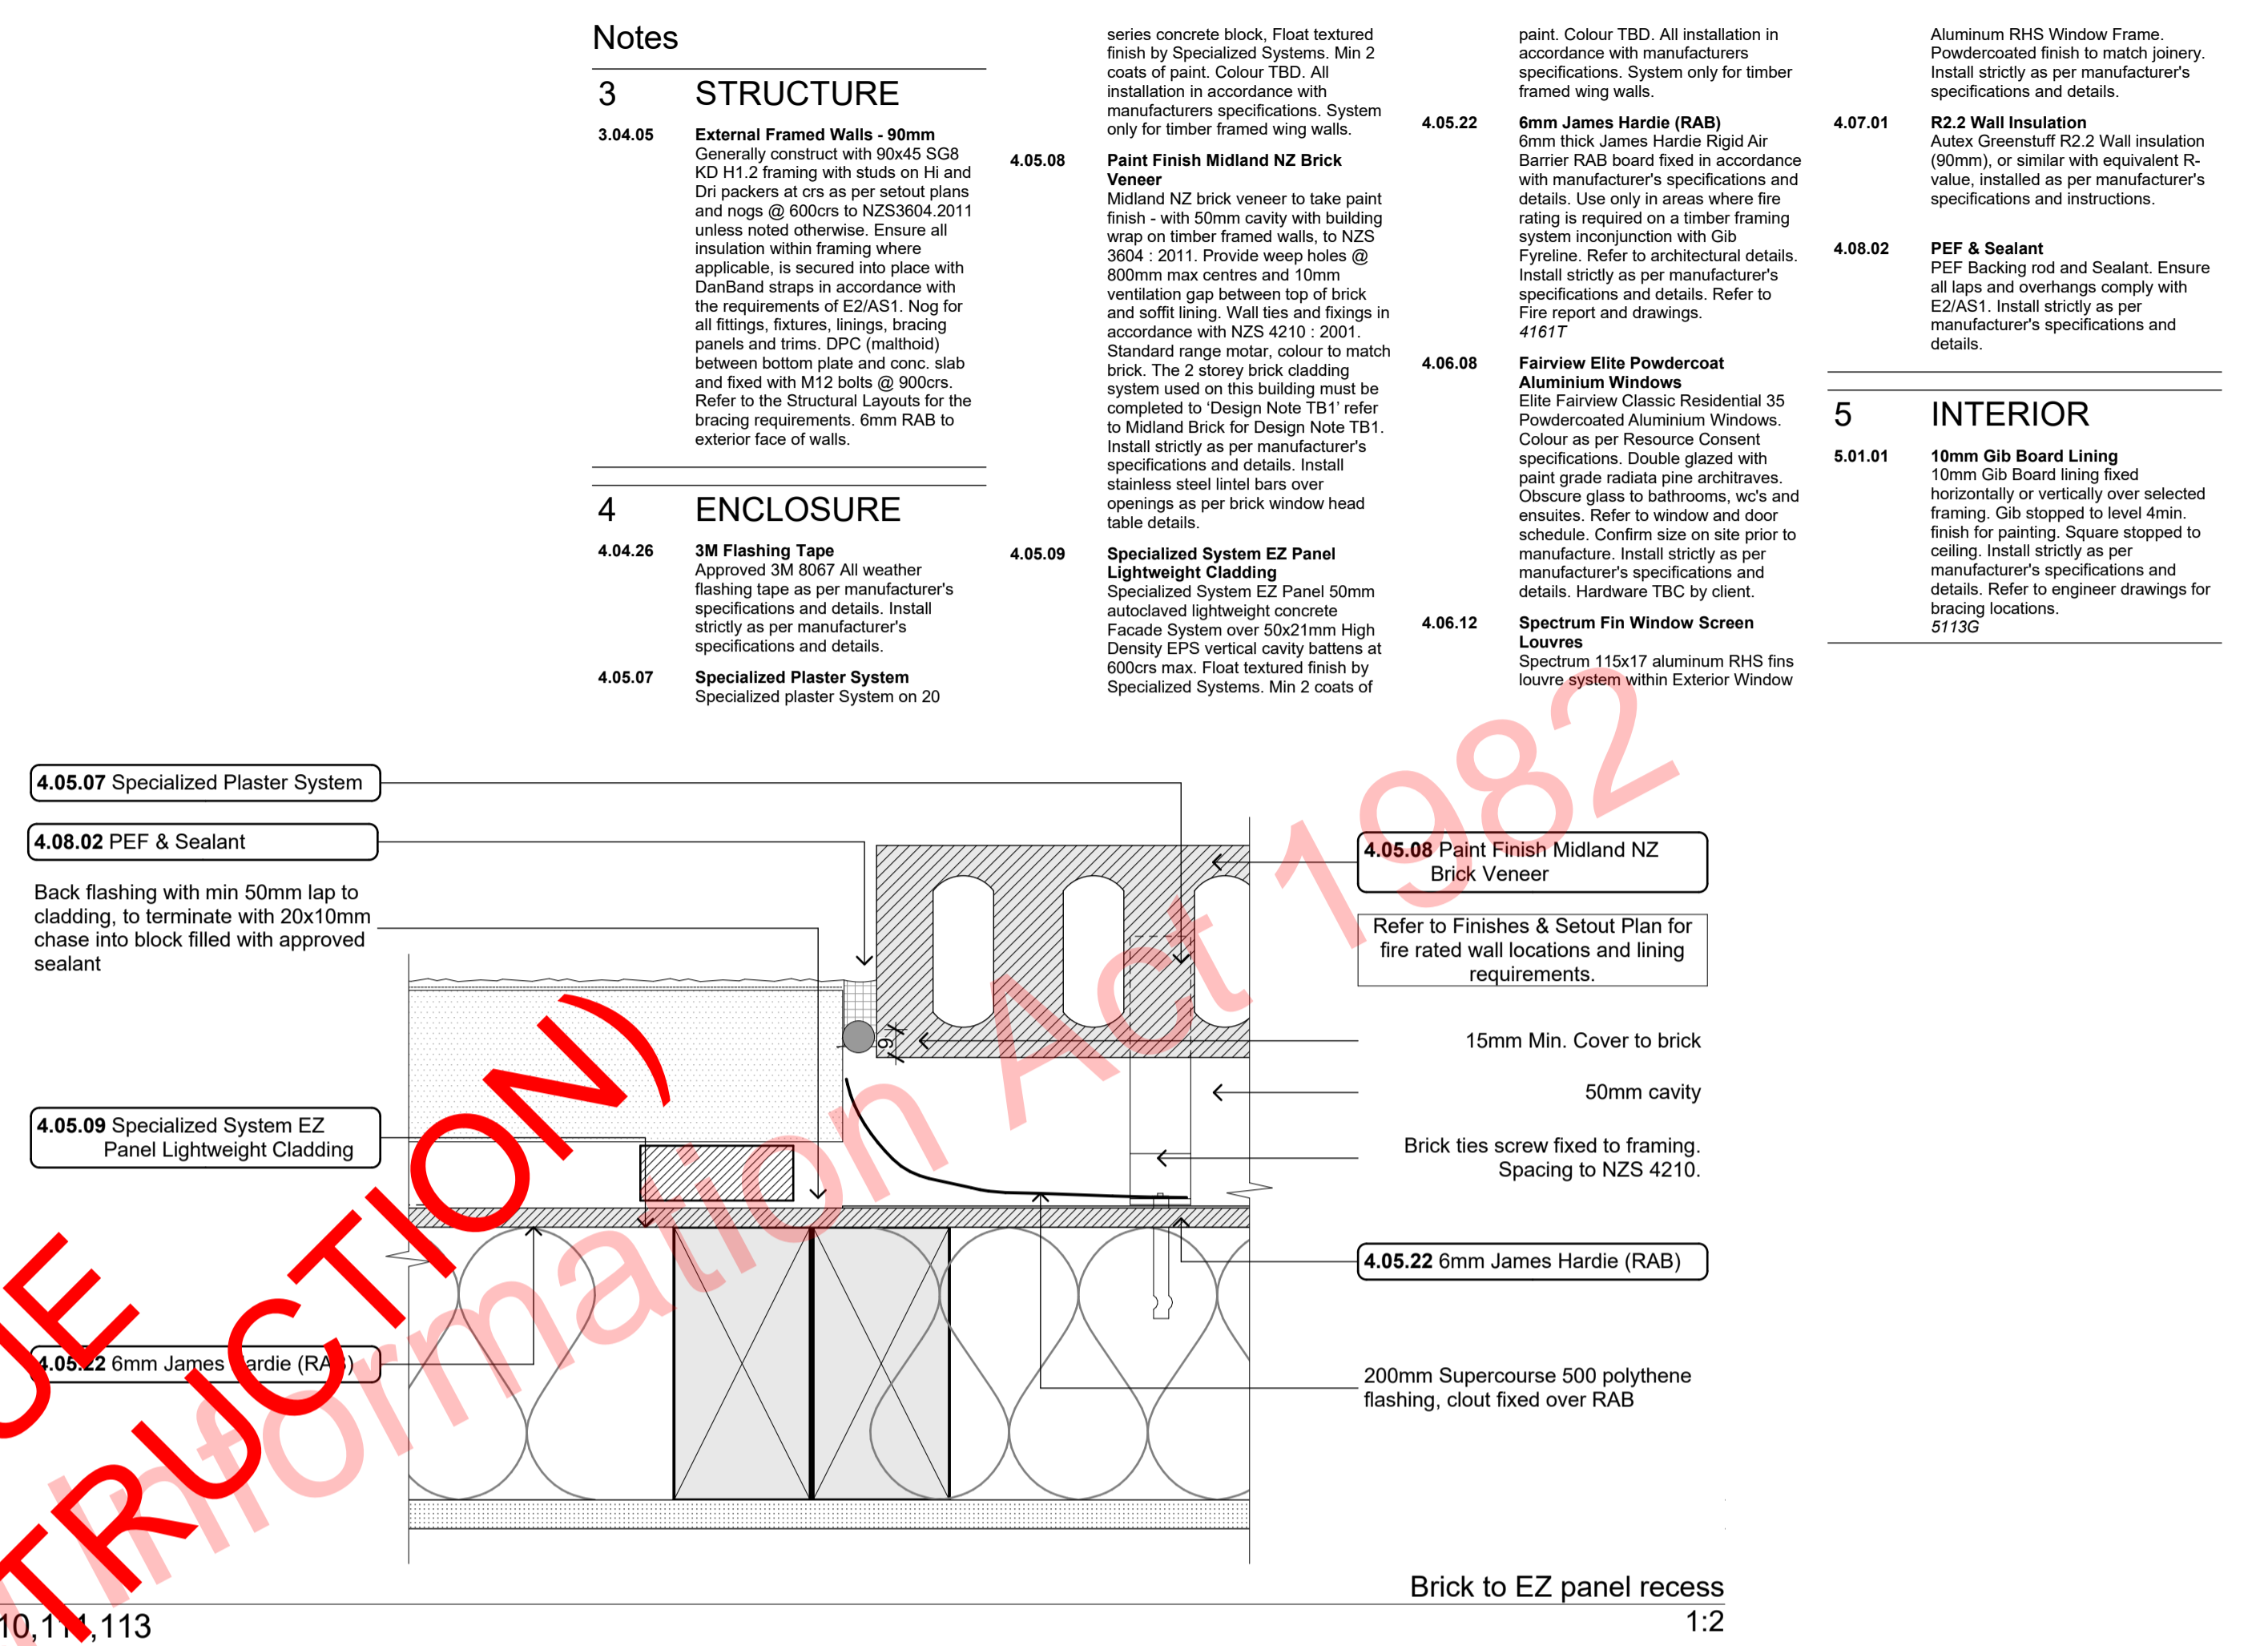 Notes
3 STRUCTURE
3.04.05 External Framed Walls - 90mm
Generally construct with 90x45 SG8
KD H1.2 framing with studs on Hi and
Dri packers at crs as per setout plans
and nogs @ 600crs to NZS3604.2011
unless noted otherwise. Ensure all
insulation within framing where
applicable, is secured into place with
DanBand straps in accordance with
the requirements of E2/AS1. Nog for
all fittings, fixtures, linings, bracing
panels and trims. DPC (malthoid)
between bottom plate and conc. slab
and fixed with M12 bolts @ 900crs.
Refer to the Structural Layouts for the
bracing requirements. 6mm RAB to
exterior face of walls.
4 ENCLOSURE
4.04.26 3M Flashing Tape
Approved 3M 8067 All weather
flashing tape as per manufacturer's
specifications and details. Install
strictly as per manufacturer's
specifications and details.
4.05.07 Specialized Plaster System
Specialized plaster System on 20
series concrete block, Float textured
finish by Specialized Systems. Min 2
coats of paint. Colour TBD. All
installation in accordance with
manufacturers specifications. System
only for timber framed wing walls.
4.05.08 Paint Finish Midland NZ Brick
Veneer
Midland NZ brick veneer to take paint
finish - with 50mm cavity with building
wrap on timber framed walls, to NZS
3604 : 2011. Provide weep holes @
800mm max centres and 10mm
ventilation gap between top of brick
and soffit lining. Wall ties and fixings in
accordance with NZS 4210 : 2001.
Standard range motar, colour to match
brick. The 2 storey brick cladding
system used on this building must be
completed to ‘Design Note TB1’ refer
to Midland Brick for Design Note TB1.
Install strictly as per manufacturer's
specifications and details. Install
stainless steel lintel bars over
openings as per brick window head
table details.
4.05.09 Specialized System EZ Panel
Lightweight Cladding
Specialized System EZ Panel 50mm
autoclaved lightweight concrete
Facade System over 50x21mm High
Density EPS vertical cavity battens at
600crs max. Float textured finish by
Specialized Systems. Min 2 coats of
paint. Colour TBD. All installation in
accordance with manufacturers
specifications. System only for timber
framed wing walls.
4.05.22 6mm James Hardie (RAB)
6mm thick James Hardie Rigid Air
Barrier RAB board fixed in accordance
with manufacturer's specifications and
details. Use only in areas where fire
rating is required on a timber framing
system inconjunction with Gib
Fyreline. Refer to architectural details.
Install strictly as per manufacturer's
specifications and details. Refer to
Fire report and drawings.
4161T
4.06.08 Fairview Elite Powdercoat
Aluminium Windows
Elite Fairview Classic Residential 35
Powdercoated Aluminium Windows.
Colour as per Resource Consent
specifications. Double glazed with
paint grade radiata pine architraves.
Obscure glass to bathrooms, wc's and
ensuites. Refer to window and door
schedule. Confirm size on site prior to
manufacture. Install strictly as per
manufacturer's specifications and
details. Hardware TBC by client.
4.06.12 Spectrum Fin Window Screen
Louvres
Spectrum 115x17 aluminum RHS fins
louvre system within Exterior Window
Aluminum RHS Window Frame.
Powdercoated finish to match joinery.
Install strictly as per manufacturer's
specifications and details.
4.07.01 R2.2 Wall Insulation
Autex Greenstuff R2.2 Wall insulation
(90mm), or similar with equivalent R-
value, installed as per manufacturer's
specifications and instructions.
4.08.02 PEF & Sealant
PEF Backing rod and Sealant. Ensure
all laps and overhangs comply with
E2/AS1. Install strictly as per
manufacturer's specifications and
details.
5 INTERIOR
5.01.01 10mm Gib Board Lining
10mm Gib Board lining fixed
horizontally or vertically over selected
framing. Gib stopped to level 4min.
finish for painting. Square stopped to
ceiling. Install strictly as per
manufacturer's specifications and
details. Refer to engineer drawings for
bracing locations.
5113G
4.05.07 Specialized Plaster System
4.08.02 PEF & Sealant
Back flashing with min 50mm lap to
cladding, to terminate with 20x10mm
chase into block filled with approved
sealant
4.05.09 Specialized System EZ
Panel Lightweight Cladding
4.05.22 6mm James Hardie (RAB)
9
4.05.08 Paint Finish Midland NZ
Brick Veneer
Refer to Finishes & Setout Plan for
fire rated wall locations and lining
requirements.
15mm Min. Cover to brick
50mm cavity
Brick ties screw fixed to framing.
Spacing to NZS 4210.
4.05.22 6mm James Hardie (RAB)
200mm Supercourse 500 polythene
flashing, clout fixed over RAB
Information Act 1982
UE
TRUCTION)
Brick to EZ panel recess
1:2
10,111,113